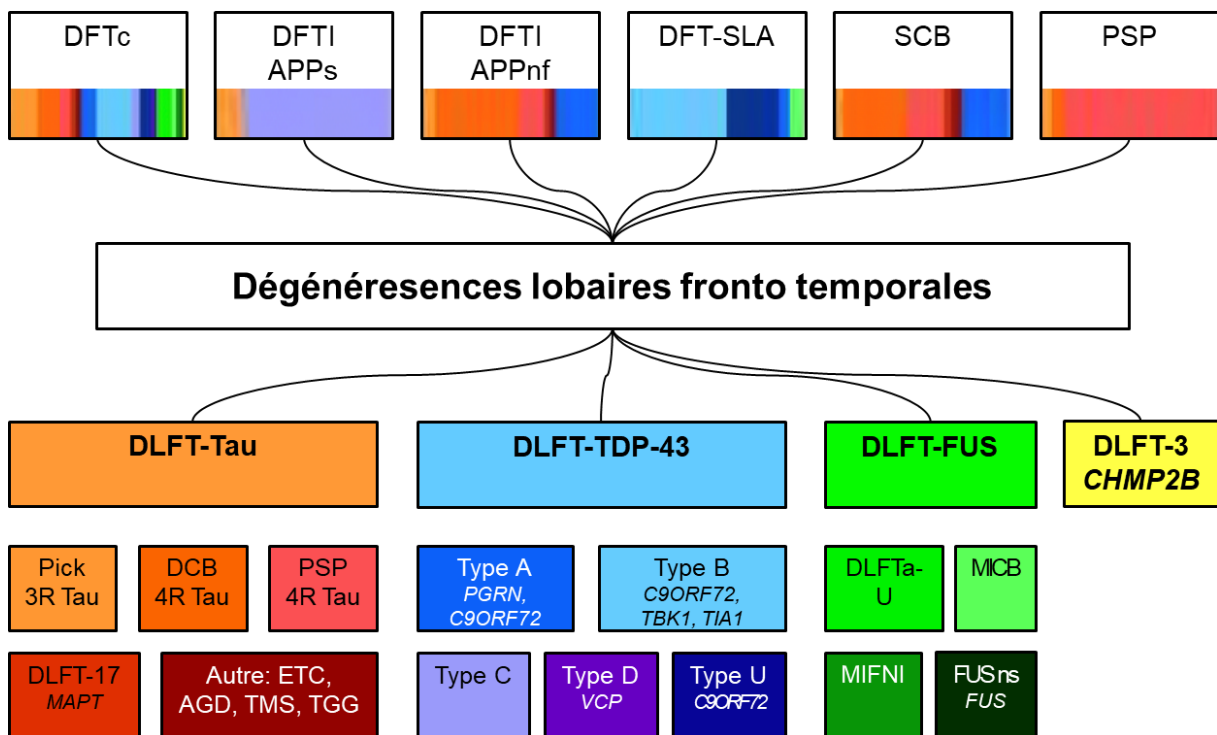 DFTc
DFTl
APPs
DFTl
APPnf
DFT-SLA
SCB
PSP
Dégénéresences lobaires fronto temporales
DLFT-Tau
DLFT-TDP-43
DLFT-FUS
DLFT-3
CHMP2B
Pick
3R Tau
DCB
4R Tau
PSP
4R Tau
Type A
PGRN,
C9ORF72
Type B
C9ORF72,
TBK1, TIA1
DLFTa-
U
MICB
DLFT-17
MAPT
Autre: ETC,
AGD, TMS, TGG
Type C
Type D
VCP
Type U
C9ORF72
MIFNI
FUSns
FUS